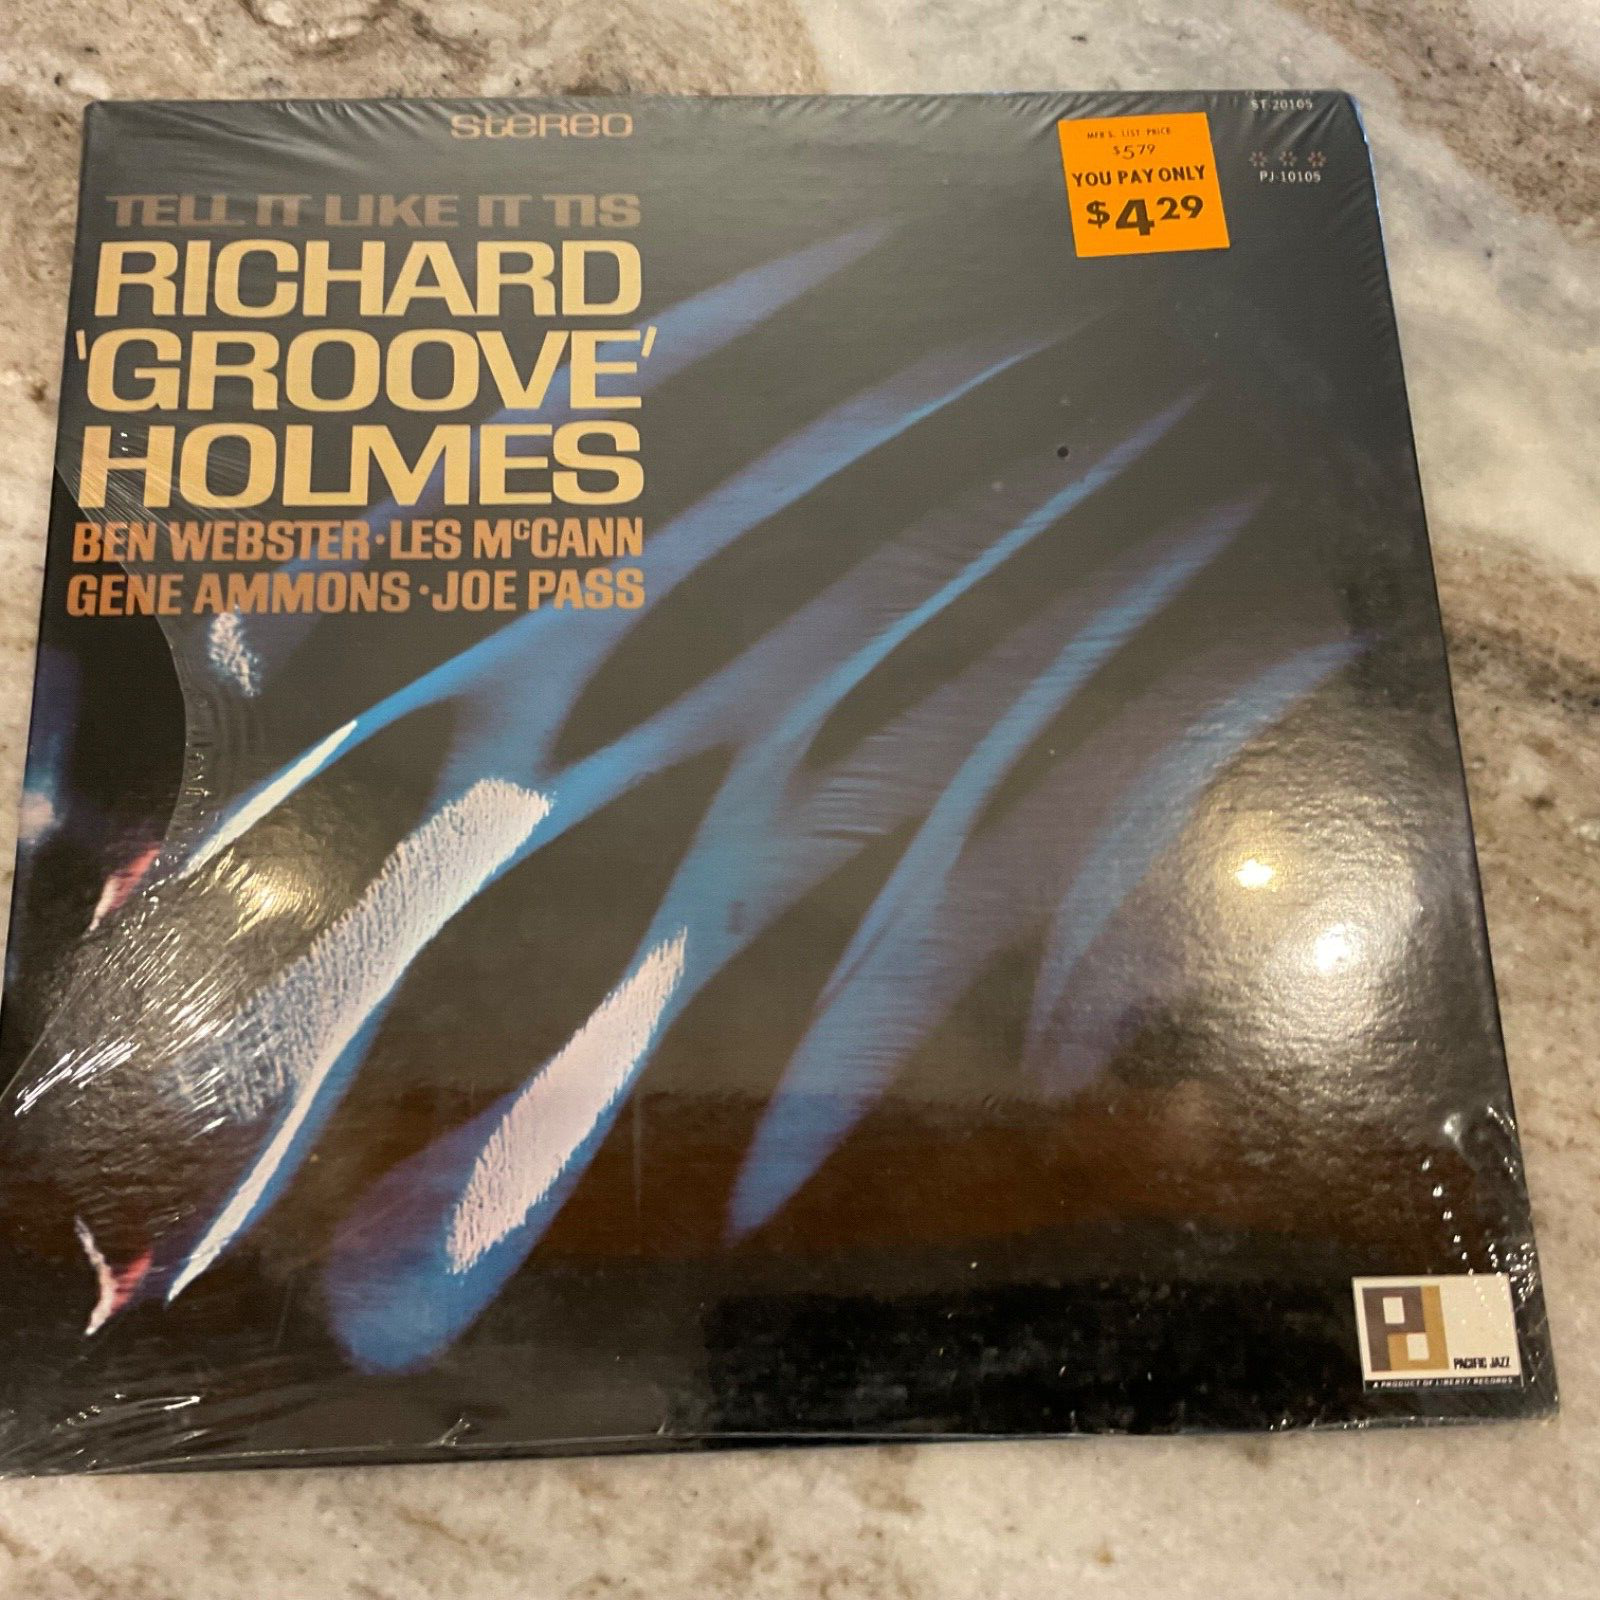 stereo
ST-20105
PJ-10105
MFR'S. LIST PRICE
$5.79
YOU PAY ONLY
$4.29
TELL IT LIKE IT TIS
RICHARD
'GROOVE'
HOLMES
BEN WEBSTER · LES McCANN
GENE AMMONS · JOE PASS
PJ
PACIFIC JAZZ
A PRODUCT OF LIBERTY RECORDS